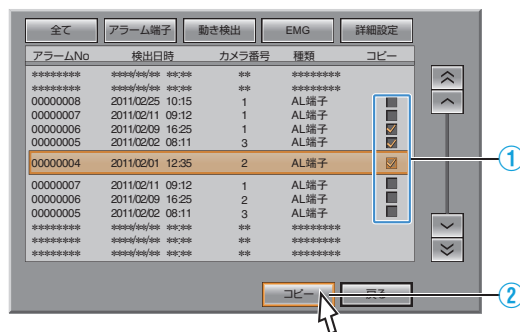 全て アラーム端子 動き検出 EMG 詳細設定
アラームNo 検出日時 カメラ番号 種類 コピー
******** ****/**/** **:** ** ********
******** ****/**/** **:** ** ********
00000008 2011/02/25 10:15 1 AL端子
00000007 2011/02/11 09:12 1 AL端子
00000006 2011/02/09 16:25 1 AL端子
00000005 2011/02/02 08:11 3 AL端子
00000004 2011/02/01 12:35 2 AL端子
00000007 2011/02/11 09:12 1 AL端子
00000006 2011/02/09 16:25 2 AL端子
00000005 2011/02/02 08:11 3 AL端子
******** ****/**/** **:** ** ********
******** ****/**/** **:** ** ********
******** ****/**/** **:** ** ********
①
コピー 戻る ②